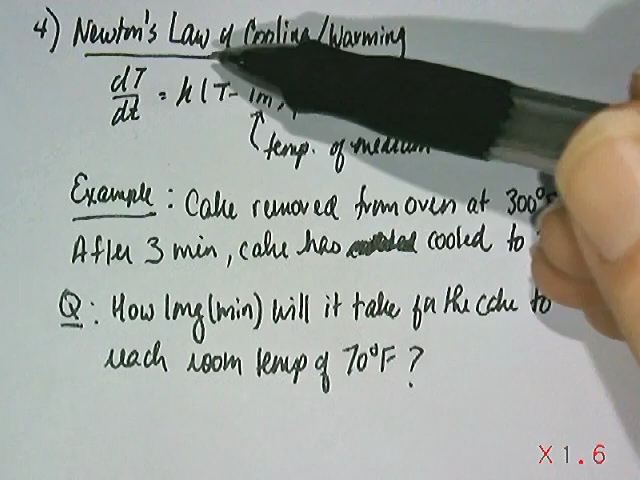 4) Newton's Law of Cooling/Warming
dT/dt = k(T-Tm,
temp. of medium
Example: Cake removed from oven at 300°F
After 3 min, cake has cooled to
Q: How long (min) will it take for the cake to
reach room temp of 70°F?
X1.6